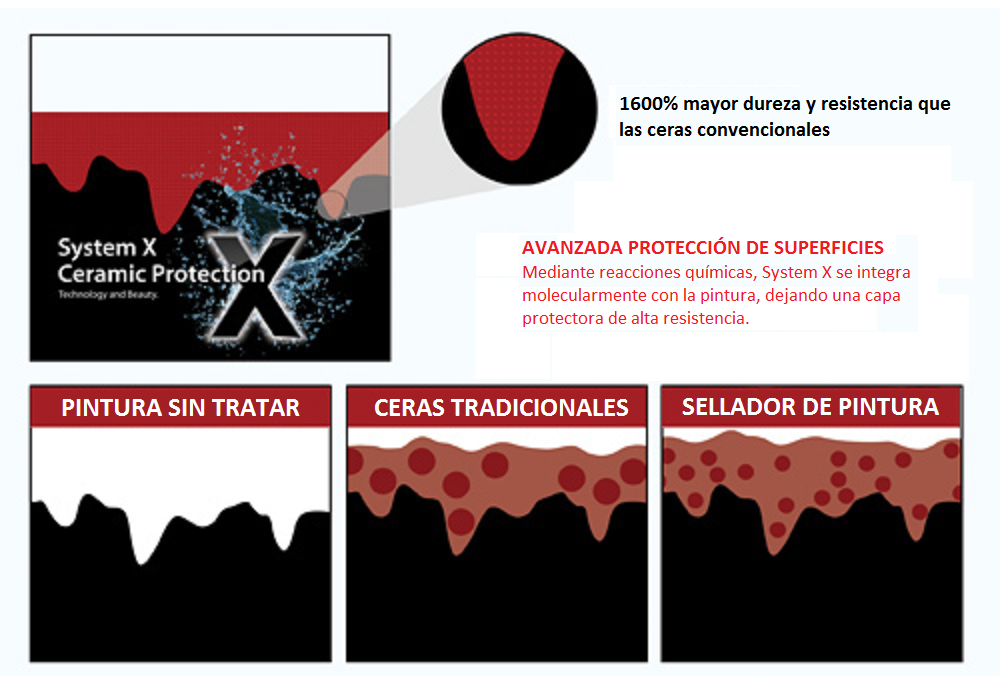 1600% mayor dureza y resistencia que
las ceras convencionales
System X
Ceramic Protection
Technology and Beauty.
X
AVANZADA PROTECCIÓN DE SUPERFICIES
Mediante reacciones químicas, System X se integra
molecularmente con la pintura, dejando una capa
protectora de alta resistencia.
PINTURA SIN TRATAR
CERAS TRADICIONALES
SELLADOR DE PINTURA